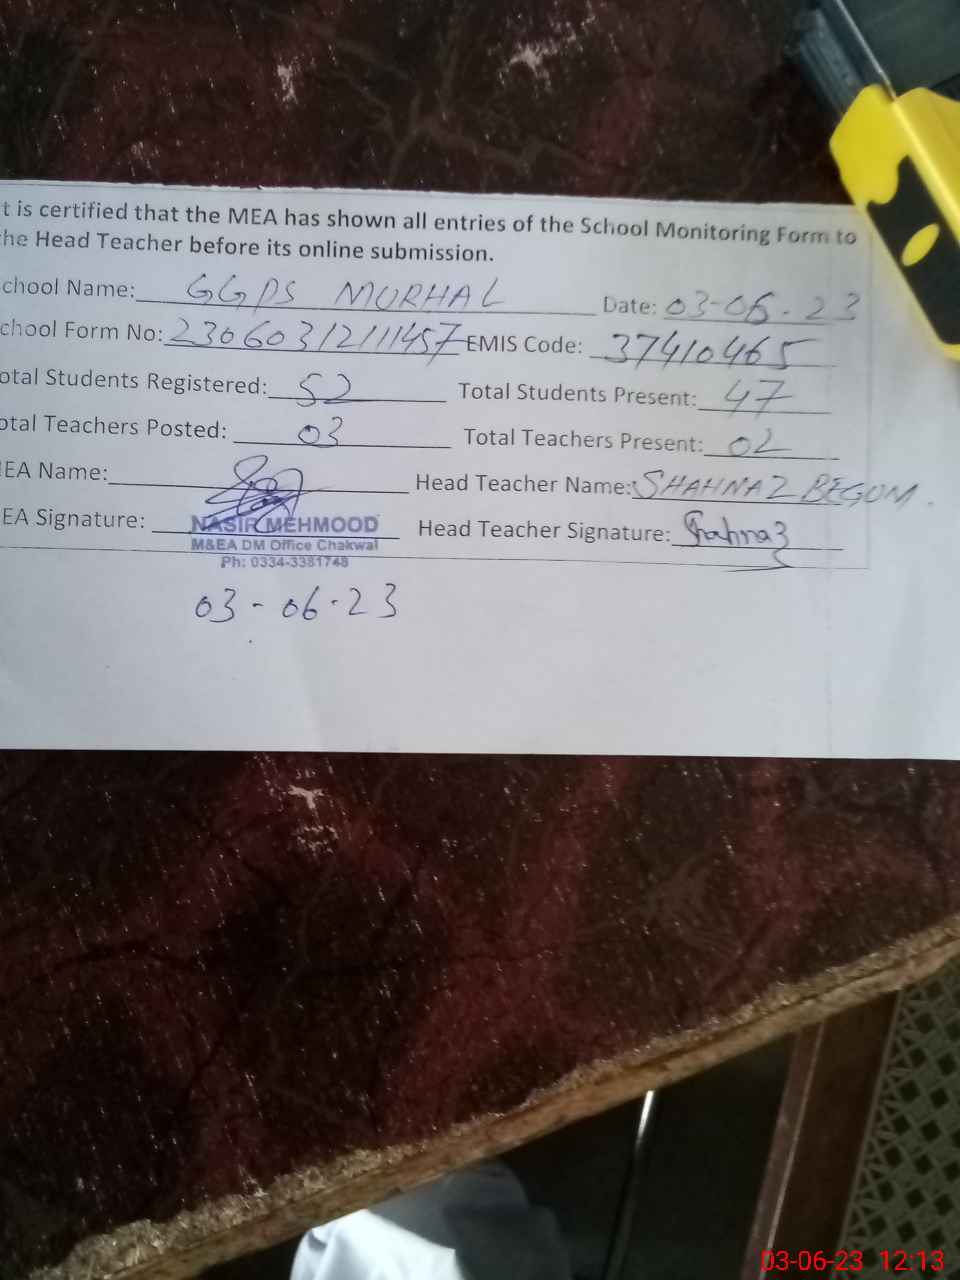 t is certified that the MEA has shown all entries of the School Monitoring Form to
he Head Teacher before its online submission.
chool Name: GGPS MORHAL Date: 03-06-23
chool Form No: 23060312111457 EMIS Code: 37410465
otal Students Registered: 52 Total Students Present: 47
otal Teachers Posted: 03 Total Teachers Present: 02
EA Name: Head Teacher Name: SHAHNAZ BEGUM.
EA Signature: Head Teacher Signature: Shahnaz
NASIR MEHMOOD
M&EA DM Office Chakwal
Ph: 0334-3381748
03-06-23
03-06-23 12:13